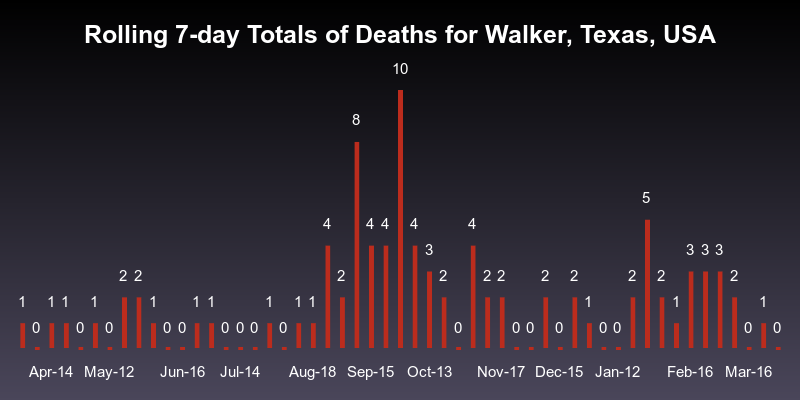 Rolling 7-day Totals of Deaths for Walker, Texas, USA
10
8
5
4 4 4 4 4
3 3 3 3
2 2 2 2 2 2 2 2 2 2 2 2
1 1 1 1 1 1 1 1 1 1 1 1 1
0 0 0 0 0 0 0 0 0 0 0 0 0 0 0 0 0 0
Apr-14 May-12 Jun-16 Jul-14 Aug-18 Sep-15 Oct-13 Nov-17 Dec-15 Jan-12 Feb-16 Mar-16